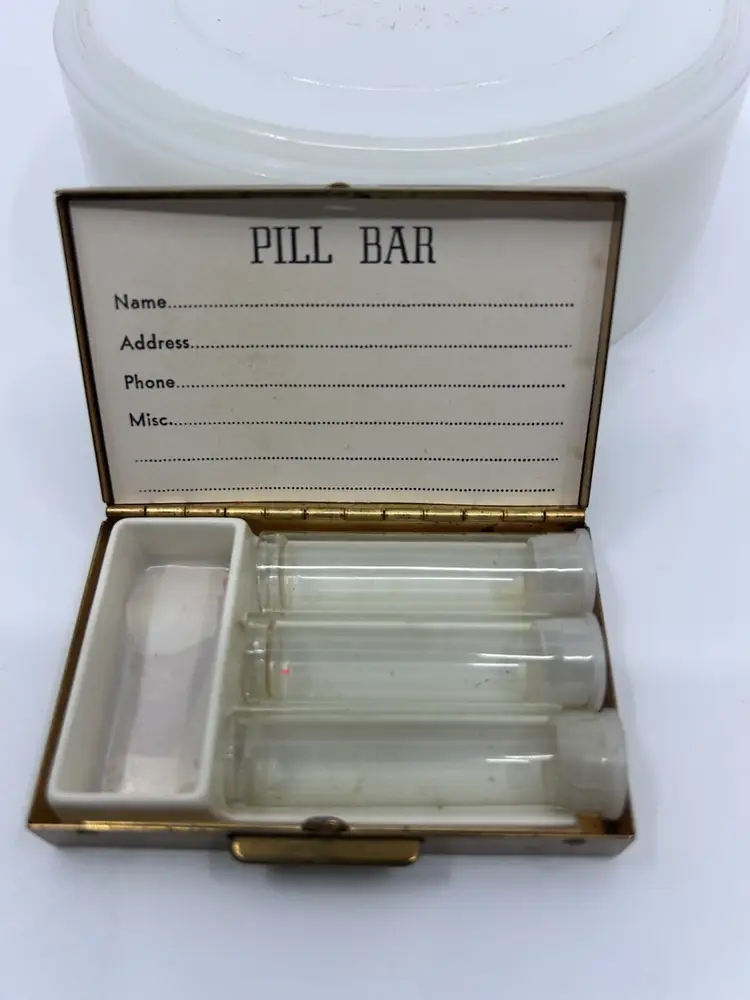 PILL BAR
Name..............................
Address..............................
Phone..............................
Misc..............................